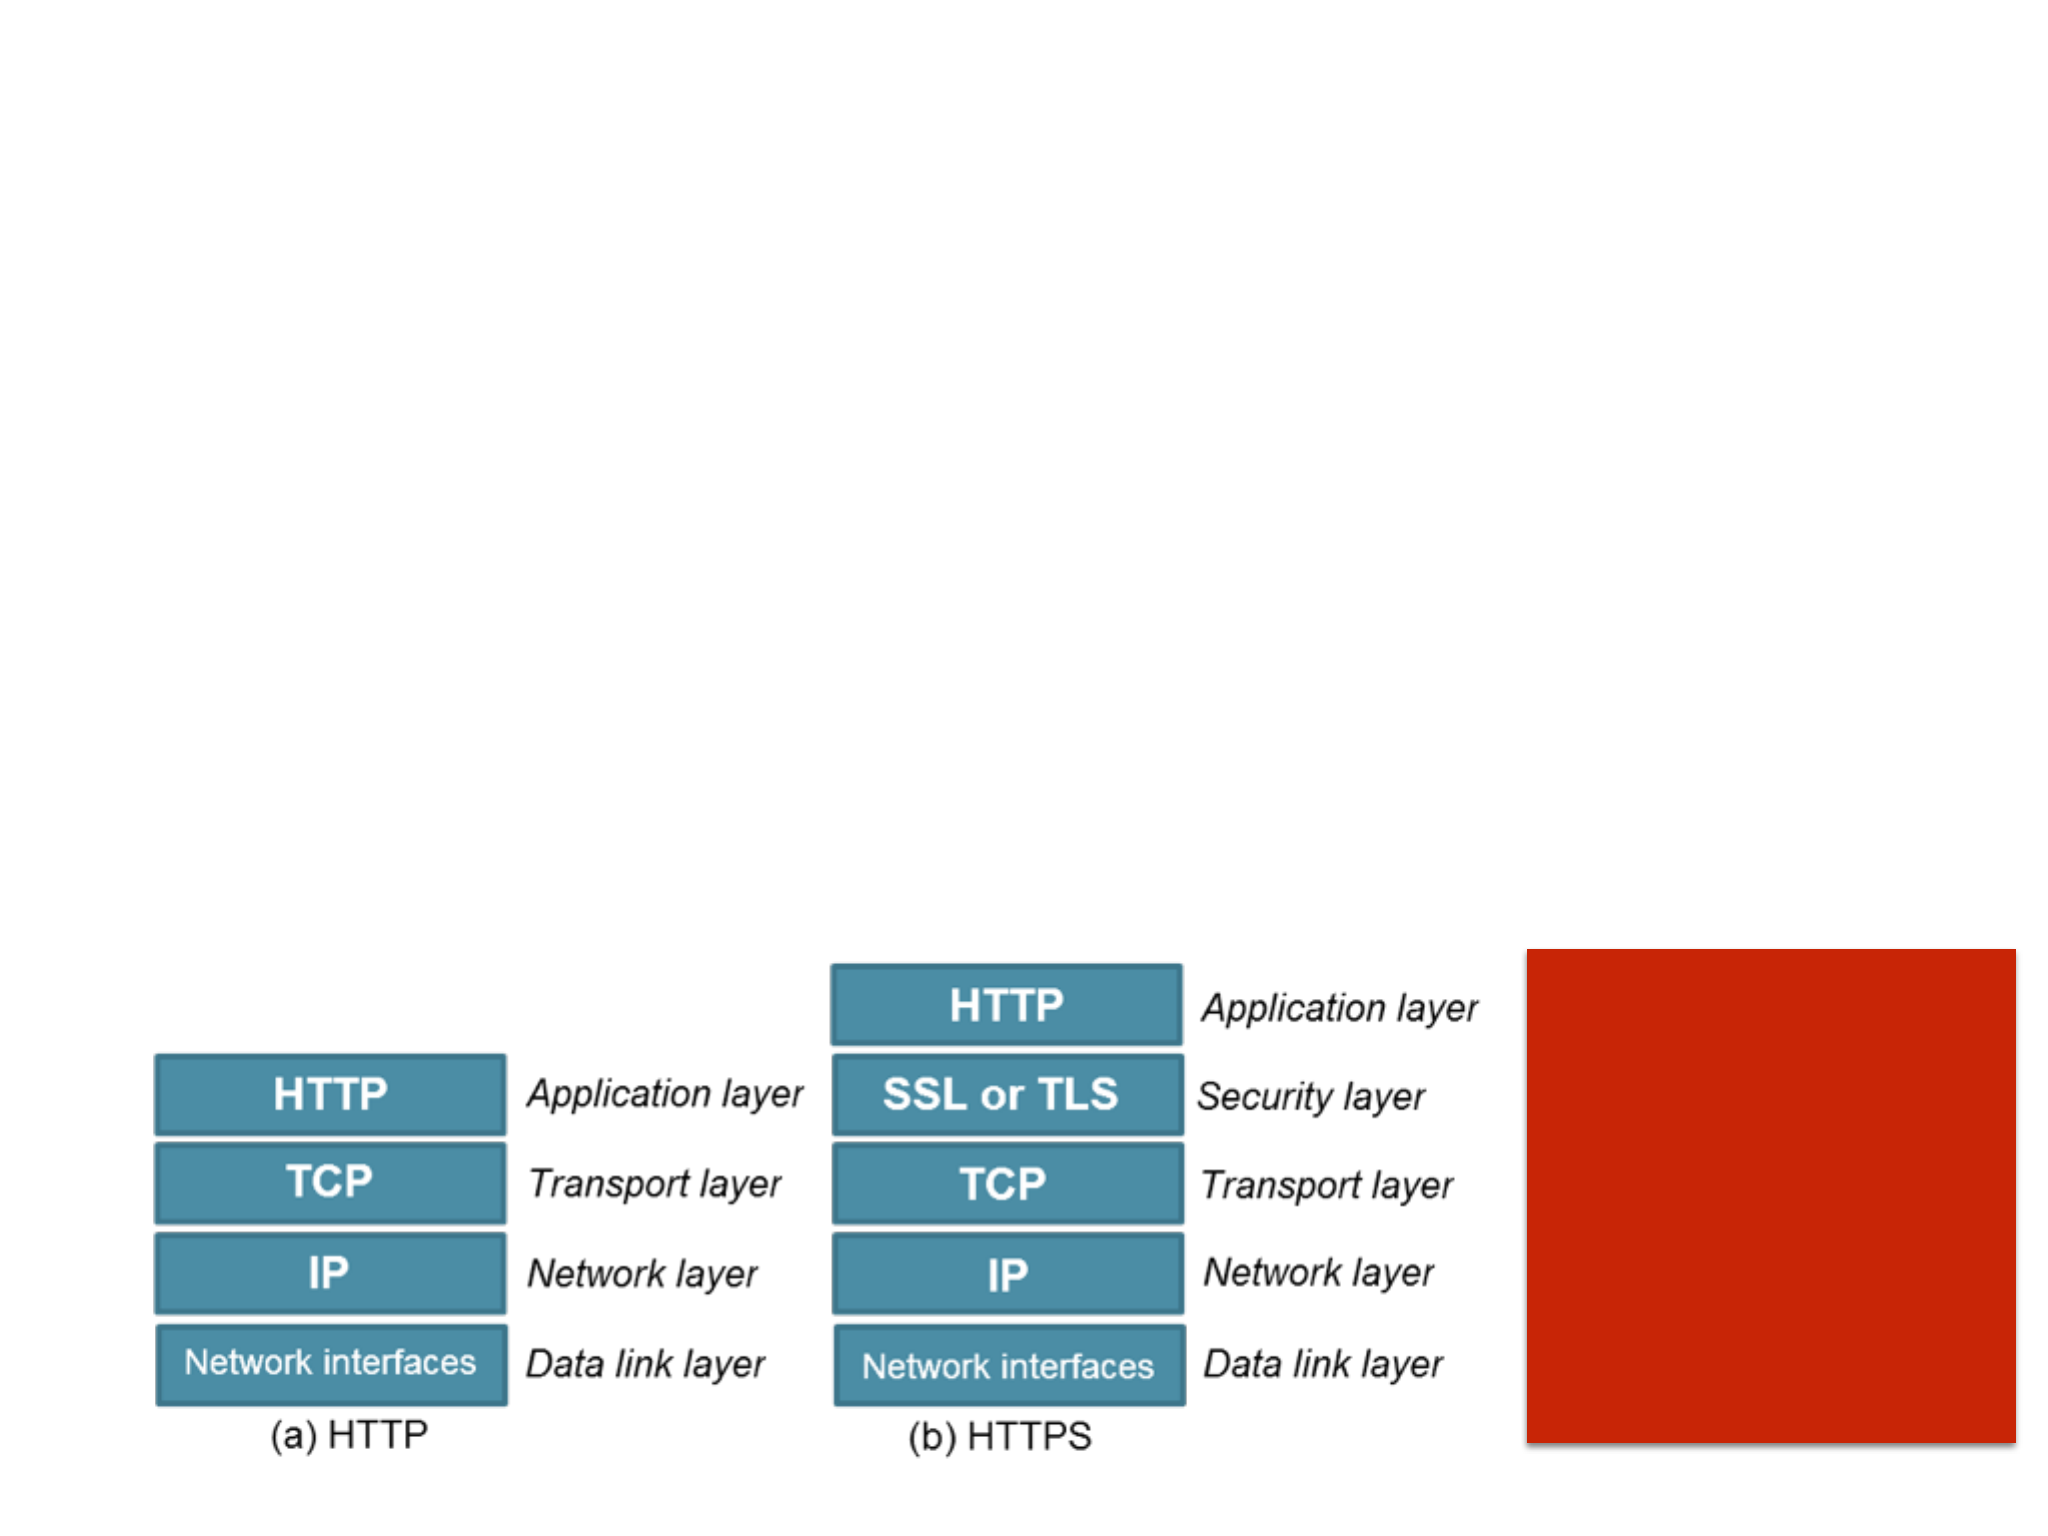 HTTP Application layer
TCP Transport layer
IP Network layer
Network interfaces Data link layer
(a) HTTP
HTTP Application layer
SSL or TLS Security layer
TCP Transport layer
IP Network layer
Network interfaces Data link layer
(b) HTTPS